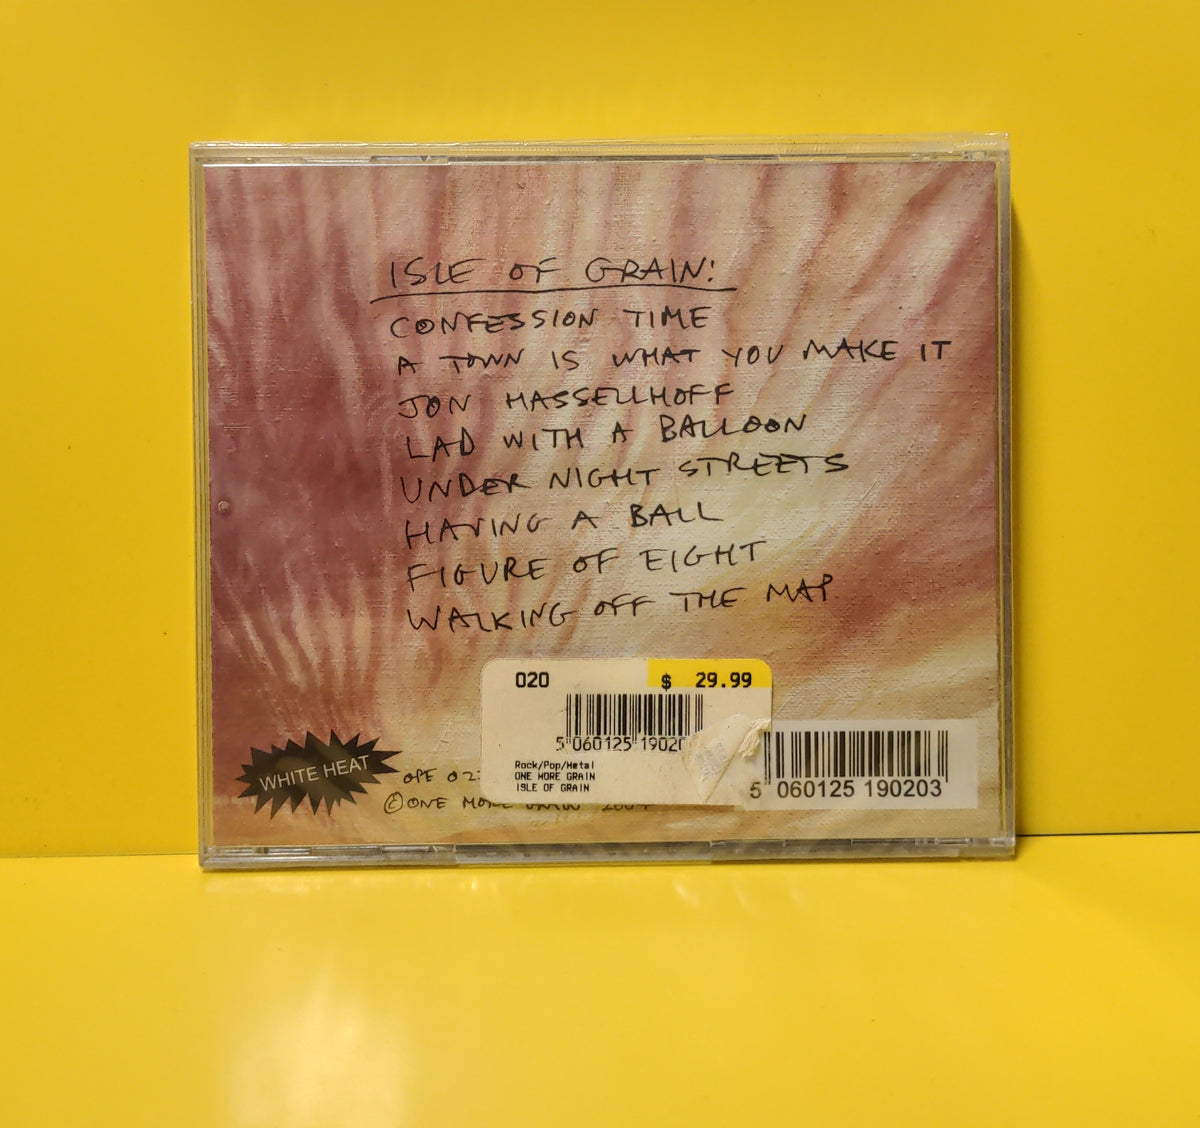 ISLE OF GRAIN:
CONFESSION TIME
A TOWN IS WHAT YOU MAKE IT
JON HASSELLHOFF
LAD WITH A BALLOON
UNDER NIGHT STREETS
HAVING A BALL
FIGURE OF EIGHT
WALKING OFF THE MAP.
020 $ 29.99
5 060125 1902
Rock/Pop/Metal
ONE MORE GRAIN
ISLE OF GRAIN
WHITE HEAT
OPE
© ONE MORE GRAIN
5 060125 190203